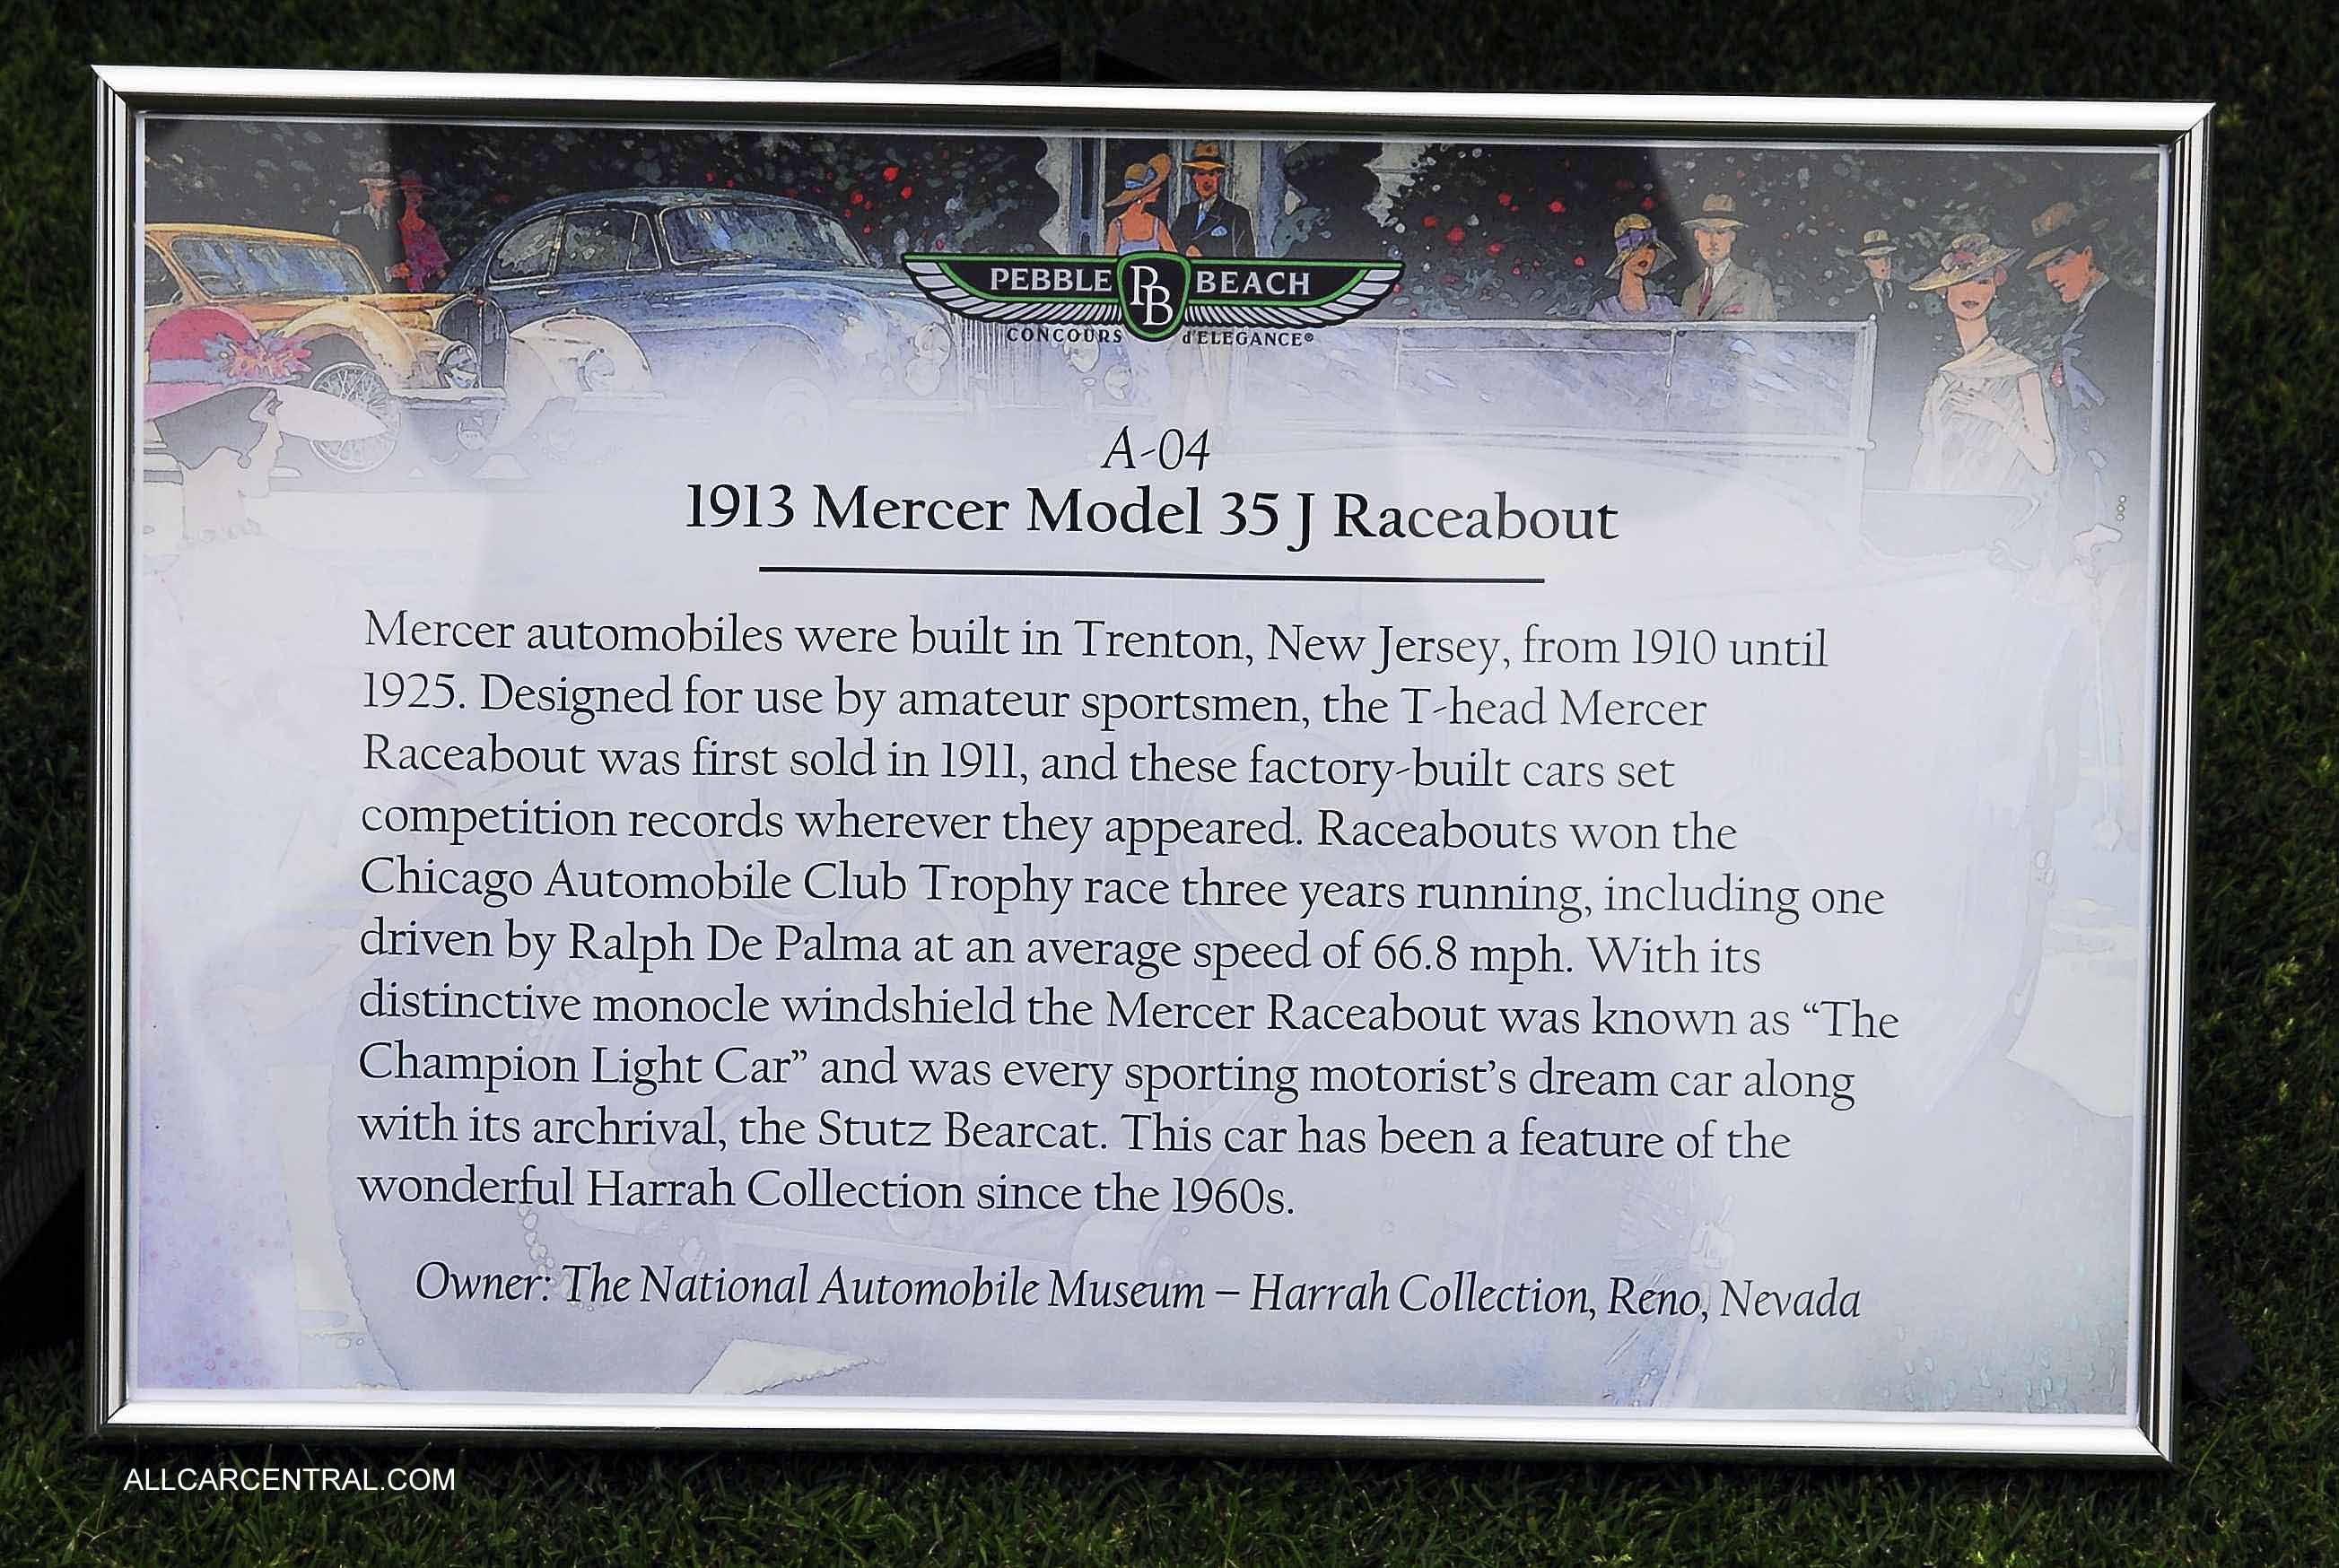 PEBBLE PB BEACH
CONCOURS d'ELEGANCE®
A-04
1913 Mercer Model 35 J Raceabout
Mercer automobiles were built in Trenton, New Jersey, from 1910 until
1925. Designed for use by amateur sportsmen, the T-head Mercer
Raceabout was first sold in 1911, and these factory-built cars set
competition records wherever they appeared. Raceabouts won the
Chicago Automobile Club Trophy race three years running, including one
driven by Ralph De Palma at an average speed of 66.8 mph. With its
distinctive monocle windshield the Mercer Raceabout was known as “The
Champion Light Car” and was every sporting motorist’s dream car along
with its archrival, the Stutz Bearcat. This car has been a feature of the
wonderful Harrah Collection since the 1960s.
Owner: The National Automobile Museum – Harrah Collection, Reno, Nevada
ALLCARCENTRAL.COM